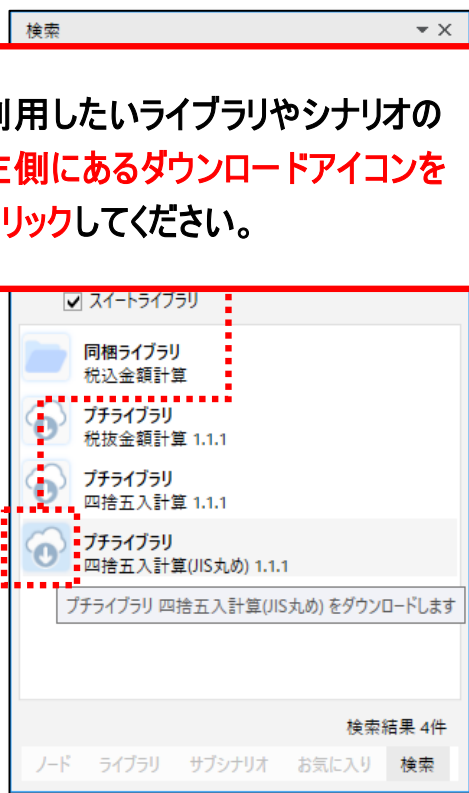 検索
利用したいライブラリやシナリオの
左側にあるダウンロードアイコンを
リックしてください。
スイートライブラリ
同梱ライブラリ
税込金額計算
プチライブラリ
税抜金額計算 1.1.1
プチライブラリ
四捨五入計算 1.1.1
プチライブラリ
四捨五入計算(JIS丸め) 1.1.1
プチライブラリ 四捨五入計算(JIS丸め) をダウンロードします
検索結果 4件
ノード ライブラリ サブシナリオ お気に入り 検索